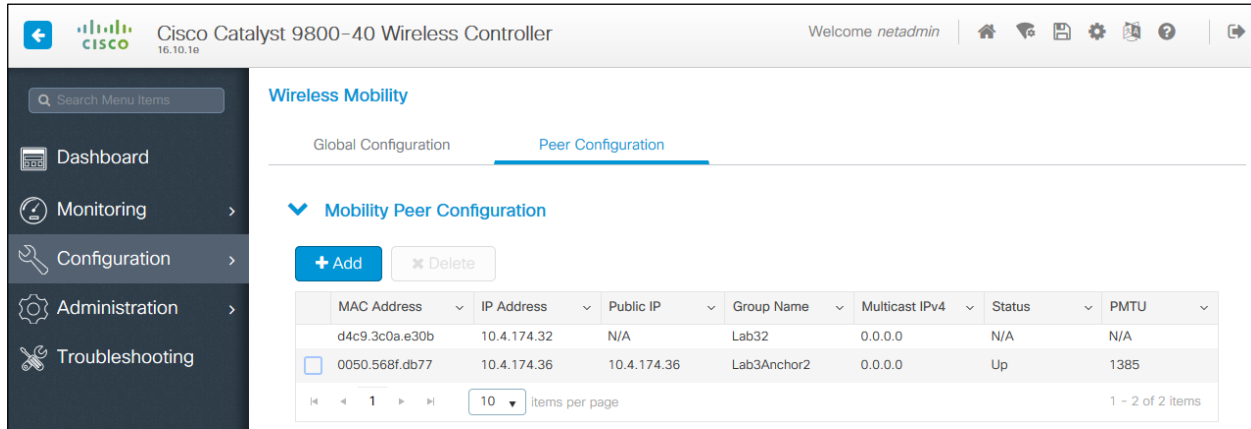 CISCO
Cisco Catalyst 9800-40 Wireless Controller
16.10.1e
Welcome netadmin
Search Menu Items
Dashboard
Monitoring
Configuration
Administration
Troubleshooting
Wireless Mobility
Global Configuration Peer Configuration
Mobility Peer Configuration
+ Add × Delete
MAC Address IP Address Public IP Group Name Multicast IPv4 Status PMTU
d4c9.3c0a.e30b 10.4.174.32 N/A Lab32 0.0.0.0 N/A N/A
0050.568f.db77 10.4.174.36 10.4.174.36 Lab3Anchor2 0.0.0.0 Up 1385
1 10 items per page 1 - 2 of 2 items